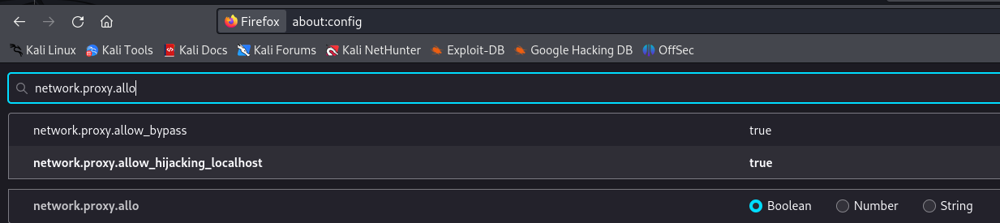 Firefox about:config
Kali Linux Kali Tools Kali Docs Kali Forums Kali NetHunter Exploit-DB Google Hacking DB OffSec
network.proxy.allo
network.proxy.allow_bypass true
network.proxy.allow_hijacking_localhost true
network.proxy.allo Boolean Number String